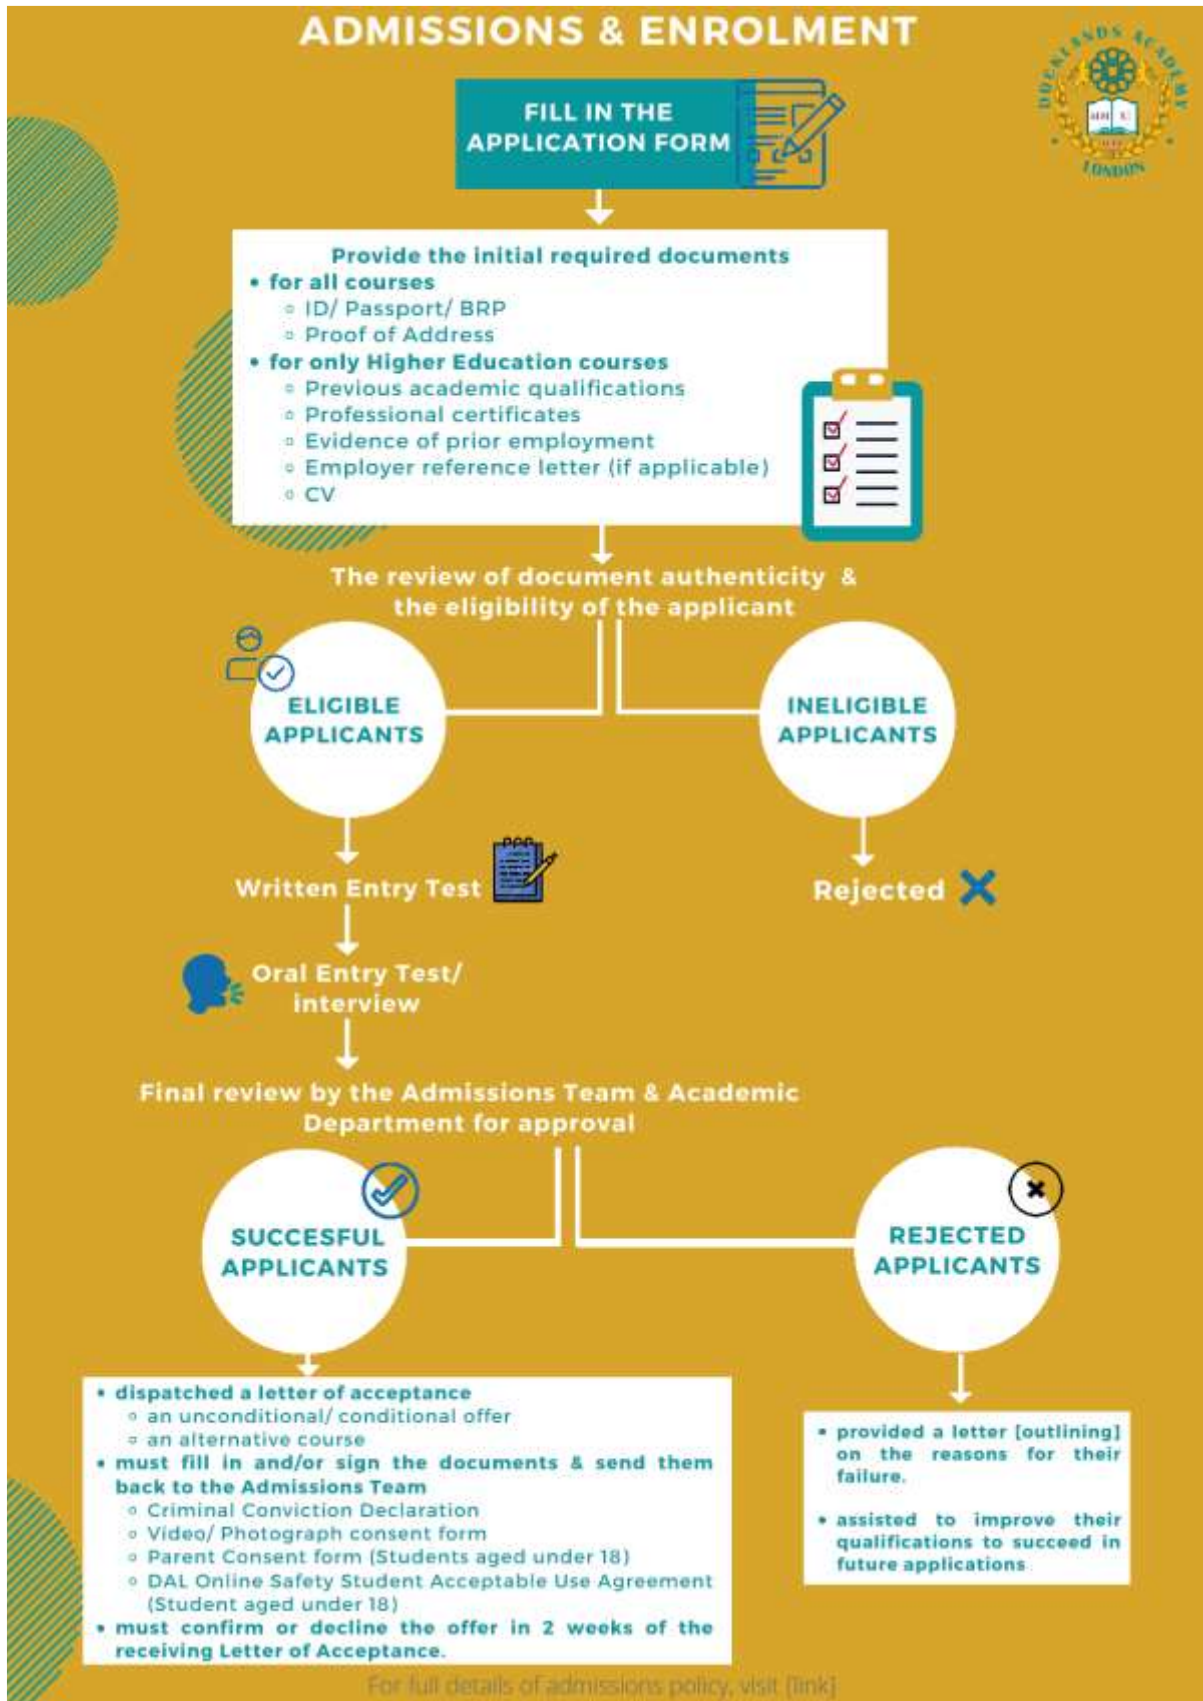 ADMISSIONS & ENROLMENT
DOCKLANDS ACADEMY
LONDON
FILL IN THE
APPLICATION FORM
Provide the initial required documents
• for all courses
◦ ID/ Passport/ BRP
◦ Proof of Address
• for only Higher Education courses
◦ Previous academic qualifications
◦ Professional certificates
◦ Evidence of prior employment
◦ Employer reference letter (if applicable)
◦ CV
The review of document authenticity &
the eligibility of the applicant
ELIGIBLE
APPLICANTS
INELIGIBLE
APPLICANTS
Written Entry Test
Rejected
Oral Entry Test/
interview
Final review by the Admissions Team & Academic
Department for approval
SUCCESFUL
APPLICANTS
REJECTED
APPLICANTS
• dispatched a letter of acceptance
◦ an unconditional/ conditional offer
◦ an alternative course
• must fill in and/or sign the documents & send them
back to the Admissions Team
◦ Criminal Conviction Declaration
◦ Video/ Photograph consent form
◦ Parent Consent form (Students aged under 18)
◦ DAL Online Safety Student Acceptable Use Agreement
(Student aged under 18)
• must confirm or decline the offer in 2 weeks of the
receiving Letter of Acceptance.
• provided a letter [outlining]
on the reasons for their
failure.
• assisted to improve their
qualifications to succeed in
future applications
For full details of admissions policy, visit [link]